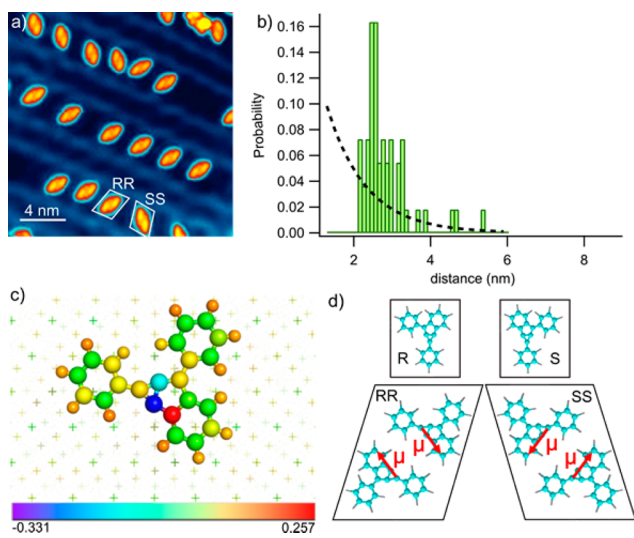 a)
RR
SS
4 nm
b)
Probability
0.16
0.14
0.12
0.10
0.08
0.06
0.04
0.02
0.00
2 4 6 8
distance (nm)
c)
-0.331 0.257
d)
R S
RR SS
μ μ
μ μ